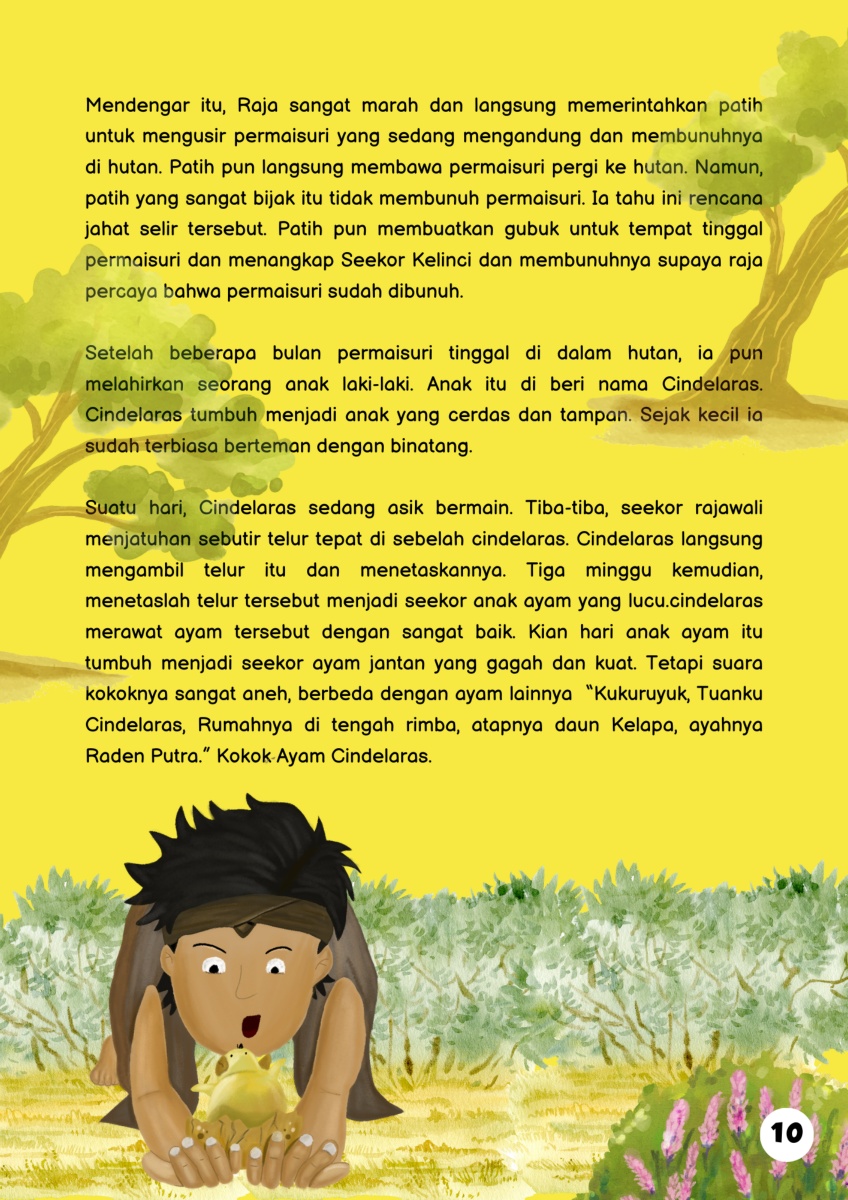 Mendengar itu, Raja sangat marah dan langsung memerintahkan patih
untuk mengusir permaisuri yang sedang mengandung dan membunuhnya
di hutan. Patih pun langsung membawa permaisuri pergi ke hutan. Namun,
patih yang sangat bijak itu tidak membunuh permaisuri. Ia tahu ini rencana
jahat selir tersebut. Patih pun membuatkan gubuk untuk tempat tinggal
permaisuri dan menangkap Seekor Kelinci dan membunuhnya supaya raja
percaya bahwa permaisuri sudah dibunuh.
Setelah beberapa bulan permaisuri tinggal di dalam hutan, ia pun
melahirkan seorang anak laki-laki. Anak itu di beri nama Cindelaras.
Cindelaras tumbuh menjadi anak yang cerdas dan tampan. Sejak kecil ia
sudah terbiasa berteman dengan binatang.
Suatu hari, Cindelaras sedang asik bermain. Tiba-tiba, seekor rajawali
menjatuhan sebutir telur tepat di sebelah cindelaras. Cindelaras langsung
mengambil telur itu dan menetaskannya. Tiga minggu kemudian,
menetaslah telur tersebut menjadi seekor anak ayam yang lucu.cindelaras
merawat ayam tersebut dengan sangat baik. Kian hari anak ayam itu
tumbuh menjadi seekor ayam jantan yang gagah dan kuat. Tetapi suara
kokoknya sangat aneh, berbeda dengan ayam lainnya “Kukuruyuk, Tuanku
Cindelaras, Rumahnya di tengah rimba, atapnya daun Kelapa, ayahnya
Raden Putra.” Kokok Ayam Cindelaras.
10